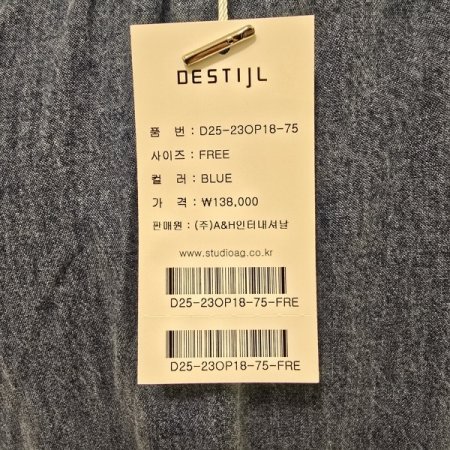 DESTIJL
품 번 : D25-23OP18-75
사이즈 : FREE
컬 러 : BLUE
가 격 : ₩138,000
판매원 : (주)A&H인터내셔날
www.studioag.co.kr
D25-23OP18-75-FRE
D25-23OP18-75-FRE